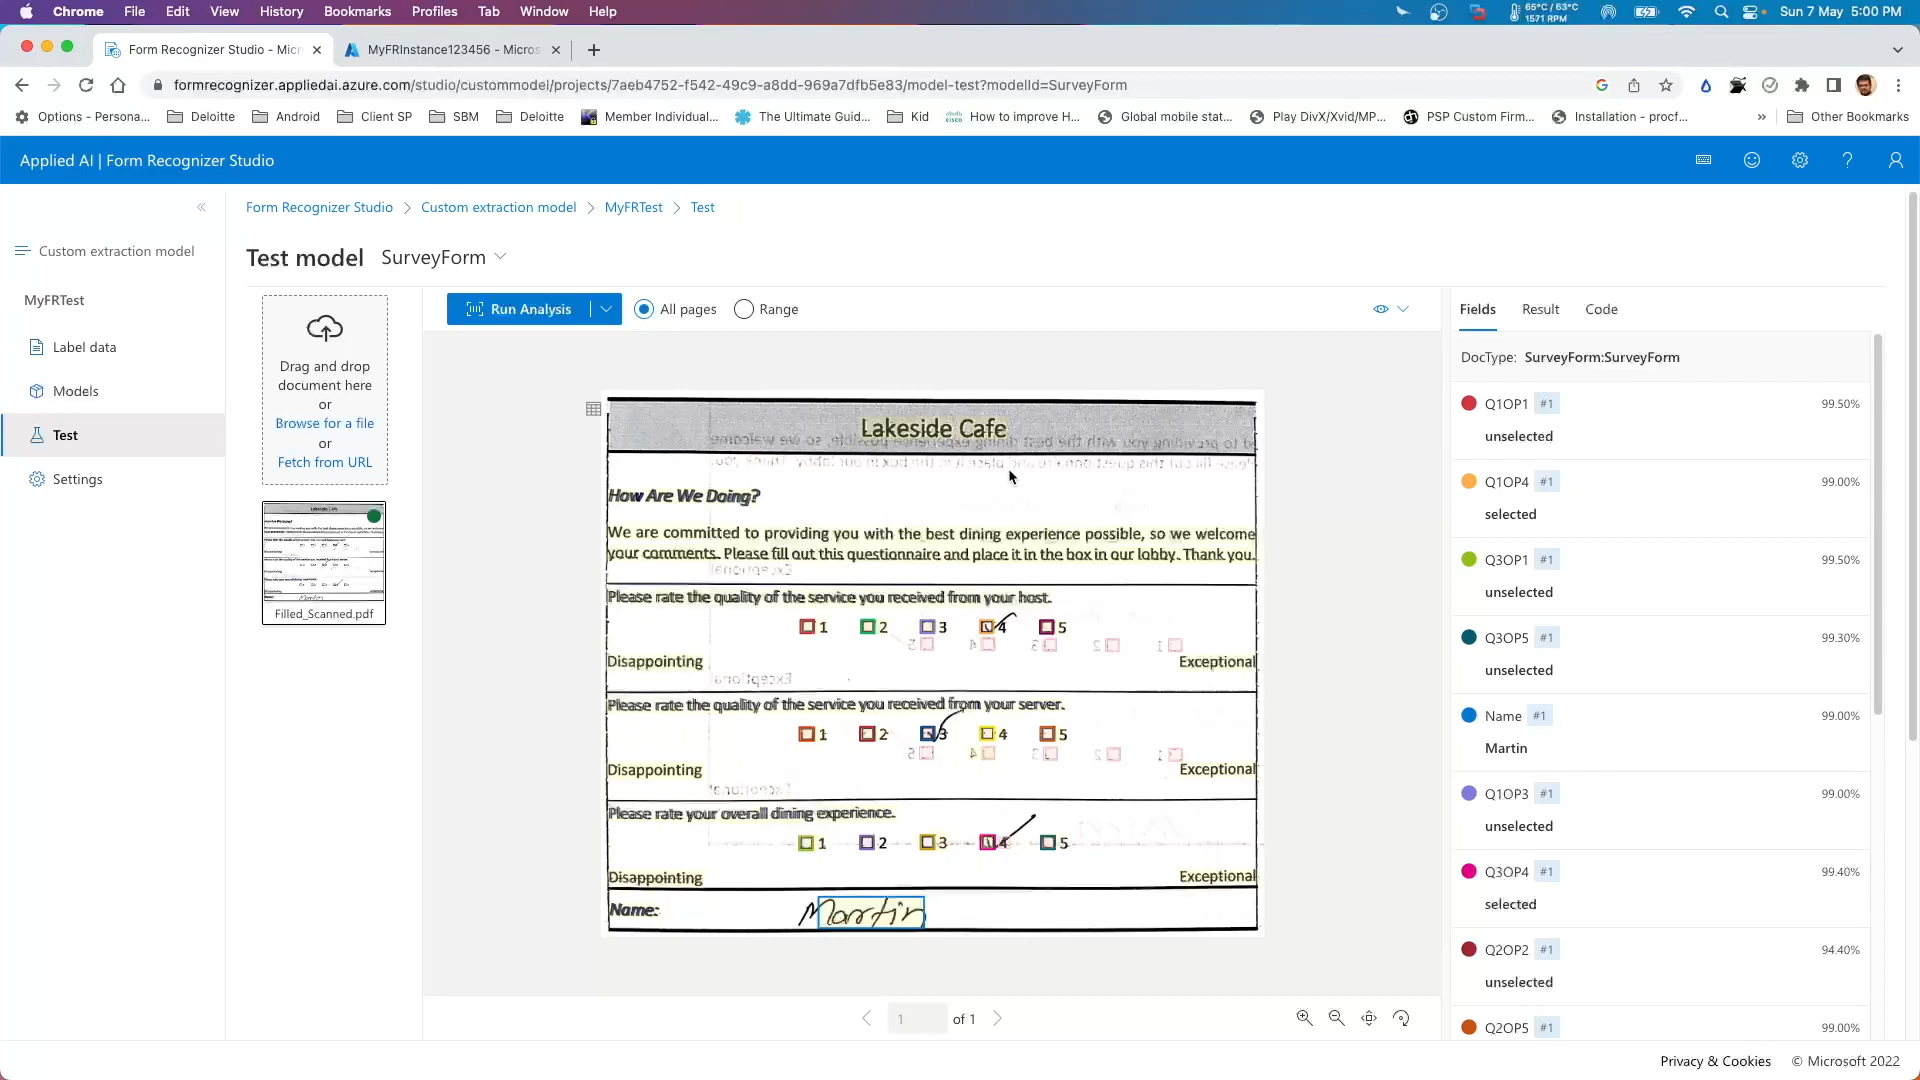 Chrome File Edit View History Bookmarks Profiles Tab Window Help
65°C / 63°C
1571 RPM
Sun 7 May 5:00 PM
Form Recognizer Studio - Micr
MyFRInstance123456 - Micros
formrecognizer.appliedai.azure.com/studio/custommodel/projects/7aeb4752-f542-49c9-a8dd-969a7dfb5e83/model-test?modelId=SurveyForm
Options - Persona... Deloitte Android Client SP SBM Deloitte Member Individual... The Ultimate Guid... Kid How to improve H... Global mobile stat... Play DivX/Xvid/MP... PSP Custom Firm... Installation - procf... » Other Bookmarks
Applied AI | Form Recognizer Studio
Form Recognizer Studio > Custom extraction model > MyFRTest > Test
Custom extraction model
Test model SurveyForm
MyFRTest
Label data
Models
Test
Settings
Drag and drop
document here
or
Browse for a file
or
Fetch from URL
Filled_Scanned.pdf
Run Analysis All pages Range
Lakeside Cafe
How Are We Doing?
We are committed to providing you with the best dining experience possible, so we welcome
your comments. Please fill out this questionnaire and place it in the box in our lobby. Thank you.
Please rate the quality of the service you received from your host.
1 2 3 4 5
Disappointing Exceptional
Please rate the quality of the service you received from your server.
1 2 3 4 5
Disappointing Exceptional
Please rate your overall dining experience.
1 2 3 4 5
Disappointing Exceptional
Name: Martin
1 of 1
Fields Result Code
DocType: SurveyForm:SurveyForm
Q1OP1 #1 99.50%
unselected
Q1OP4 #1 99.00%
selected
Q3OP1 #1 99.50%
unselected
Q3OP5 #1 99.30%
unselected
Name #1 99.00%
Martin
Q1OP3 #1 99.00%
unselected
Q3OP4 #1 99.40%
selected
Q2OP2 #1 94.40%
unselected
Q2OP5 #1 99.00%
Privacy & Cookies © Microsoft 2022